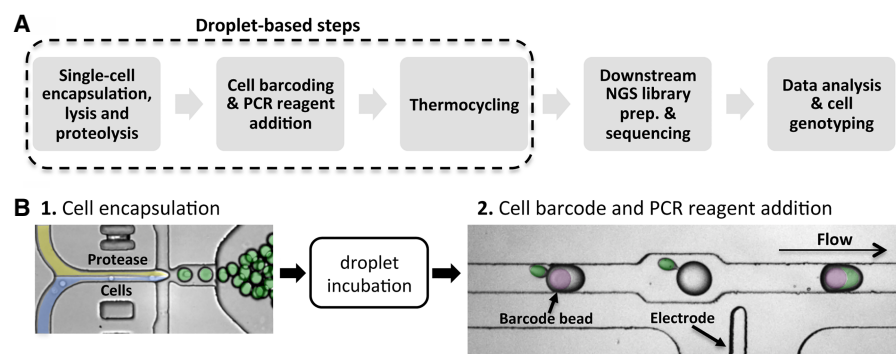 A
Droplet-based steps
Single-cell
encapsulation,
lysis and
proteolysis
Cell barcoding
& PCR reagent
addition
Thermocycling
Downstream
NGS library
prep. &
sequencing
Data analysis
& cell
genotyping
B 1. Cell encapsulation
Protease
Cells
droplet
incubation
2. Cell barcode and PCR reagent addition
Flow
Barcode bead
Electrode